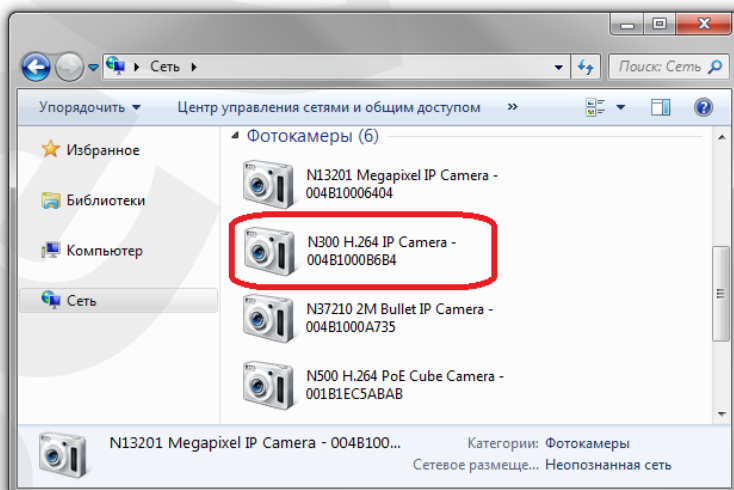 Сеть
Поиск: Сеть
Упорядочить
Центр управления сетями и общим доступом
»
Избранное
Библиотеки
Компьютер
Сеть
Фотокамеры (6)
N13201 Megapixel IP Camera -
004B10006404
N300 H.264 IP Camera -
004B1000B6B4
N37210 2M Bullet IP Camera -
004B1000A735
N500 H.264 PoE Cube Camera -
001B1EC5ABAB
N13201 Megapixel IP Camera - 004B100...
Категории: Фотокамеры
Сетевое размеще... Неопознанная сеть